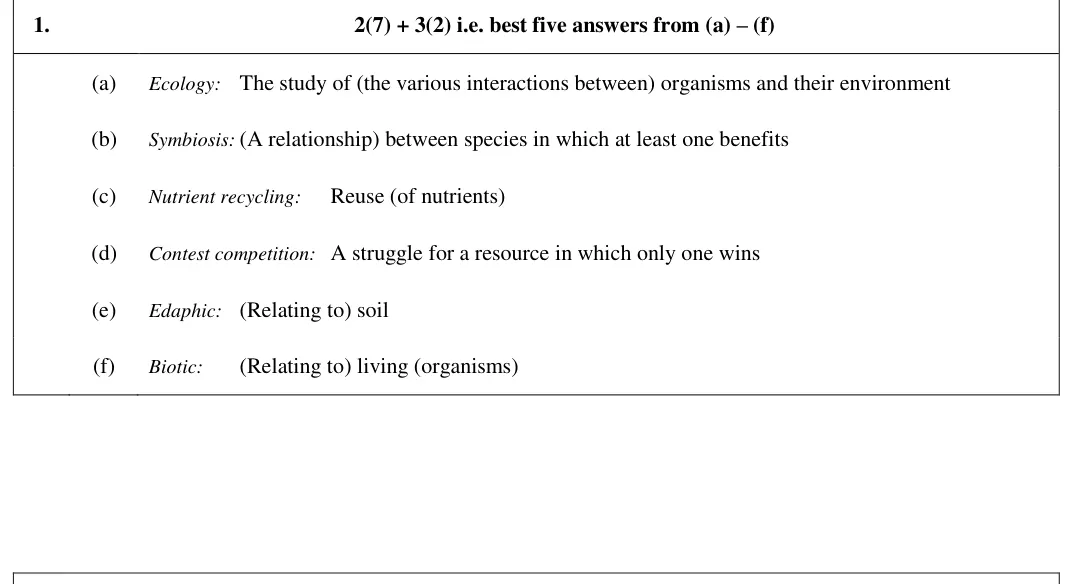 1. 2(7) + 3(2) i.e. best five answers from (a) – (f)
(a) Ecology: The study of (the various interactions between) organisms and their environment
(b) Symbiosis: (A relationship) between species in which at least one benefits
(c) Nutrient recycling: Reuse (of nutrients)
(d) Contest competition: A struggle for a resource in which only one wins
(e) Edaphic: (Relating to) soil
(f) Biotic: (Relating to) living (organisms)